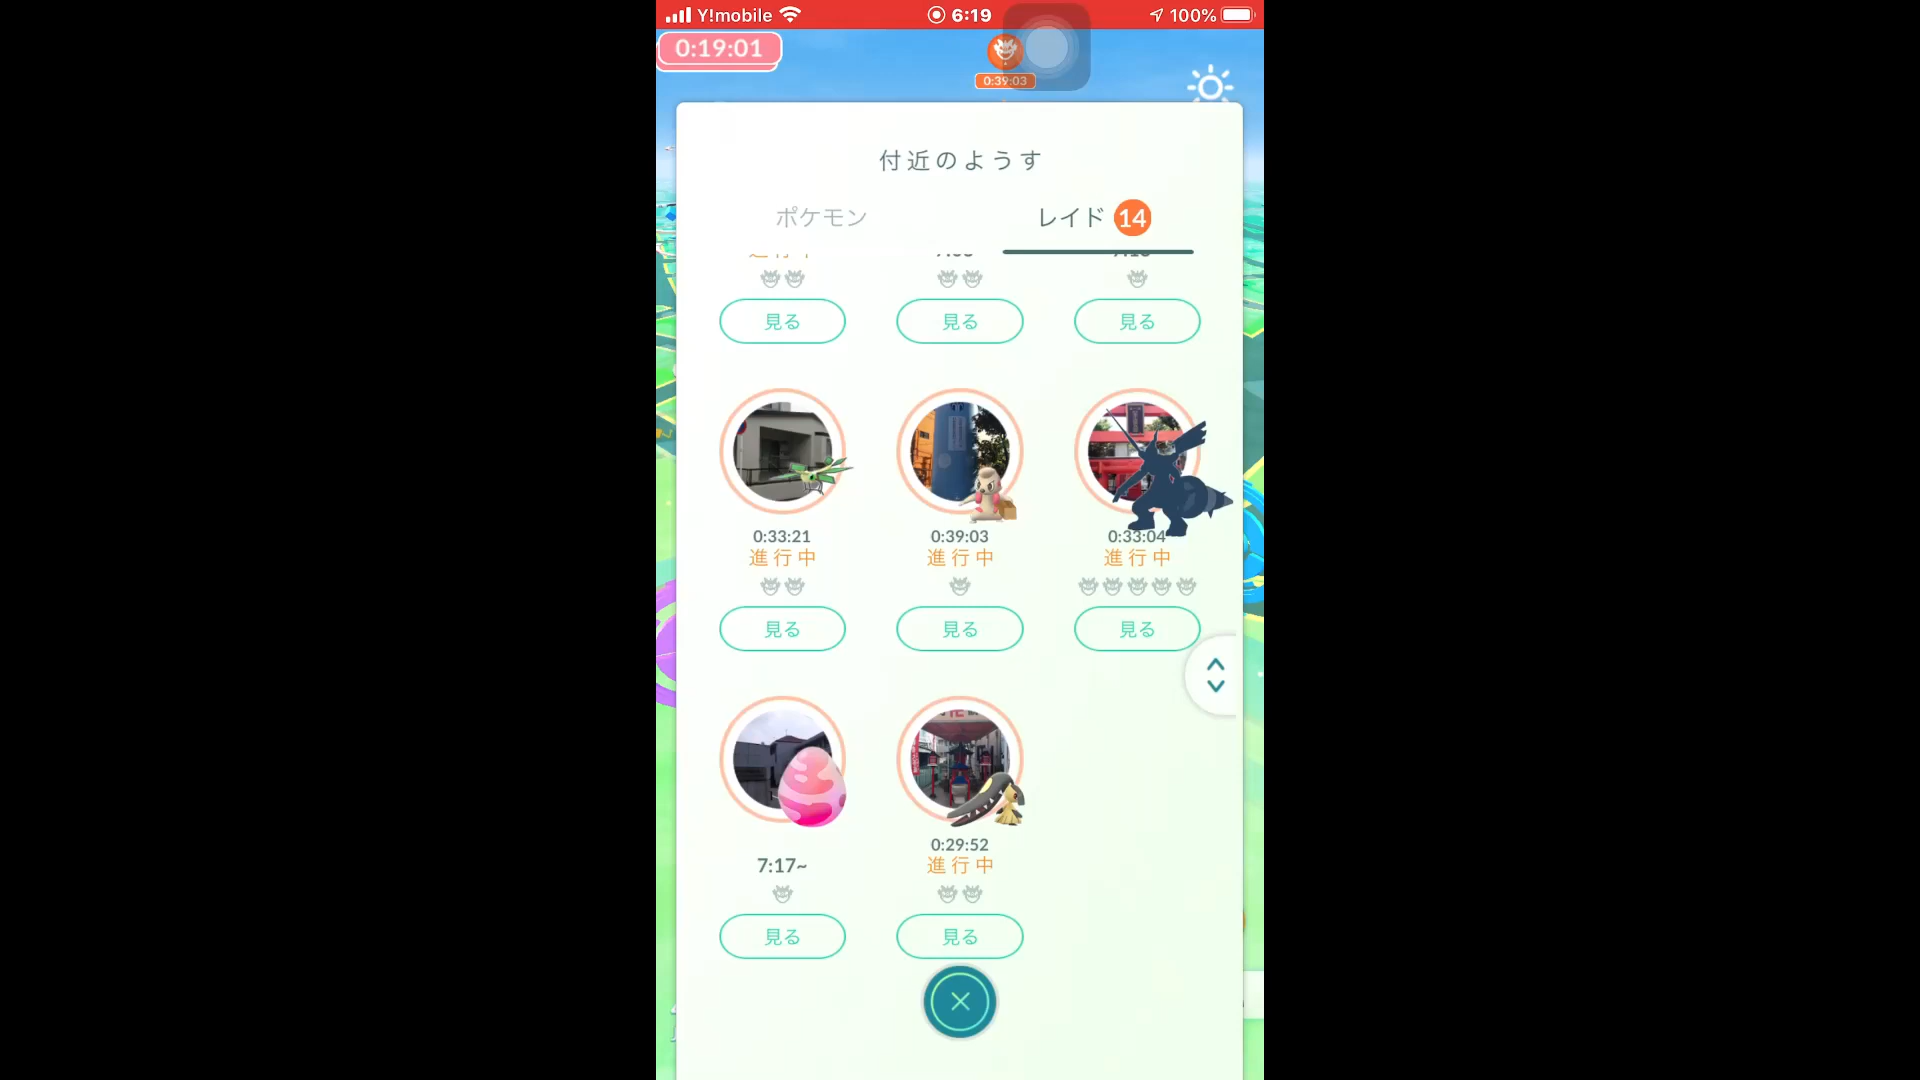 Y!mobile 6:19 100%
0:19:01
0:39:03
付近のようす
ポケモン レイド 14
見る 見る 見る
0:33:21 0:39:03 0:33:04
進行中 進行中 進行中
見る 見る 見る
0:29:52
7:17~ 進行中
見る 見る